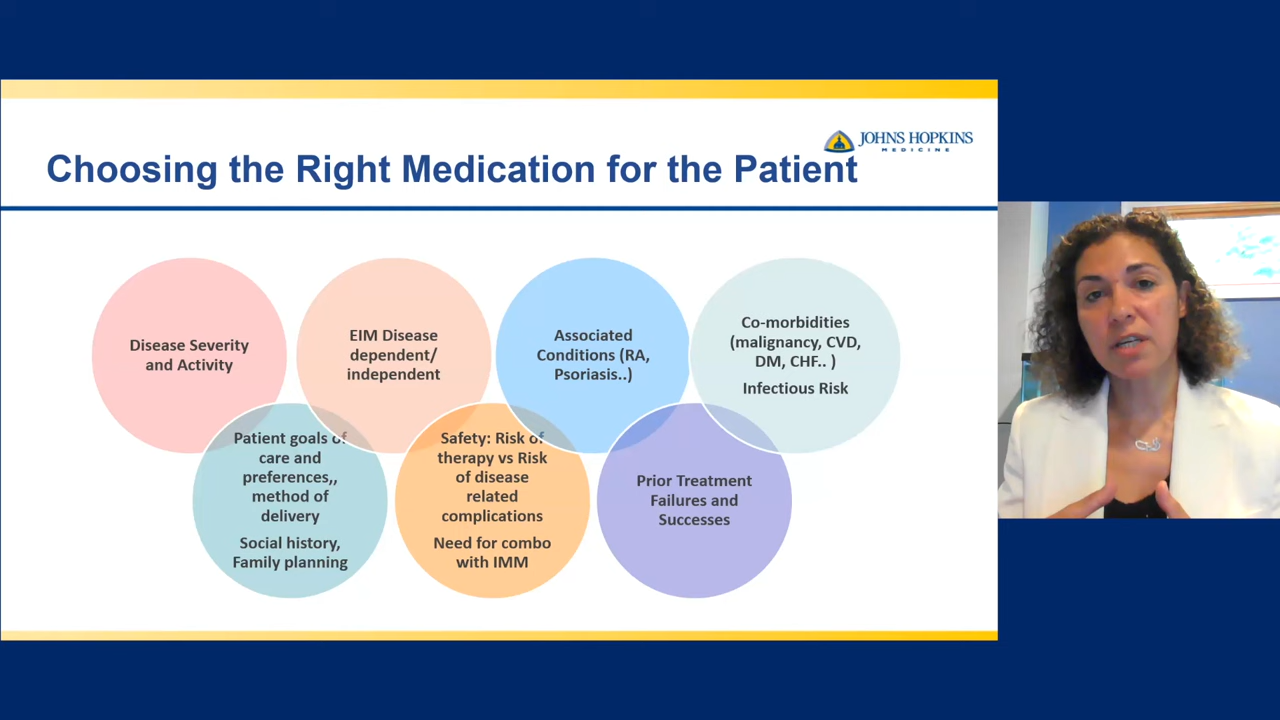 JOHNS HOPKINS
MEDICINE
Choosing the Right Medication for the Patient
Disease Severity
and Activity
EIM Disease
dependent/
independent
Associated
Conditions (RA,
Psoriasis..)
Co-morbidities
(malignancy, CVD,
DM, CHF.. )
Infectious Risk
Patient goals of
care and
preferences,,
method of
delivery
Social history,
Family planning
Safety: Risk of
therapy vs Risk
of disease
related
complications
Need for combo
with IMM
Prior Treatment
Failures and
Successes